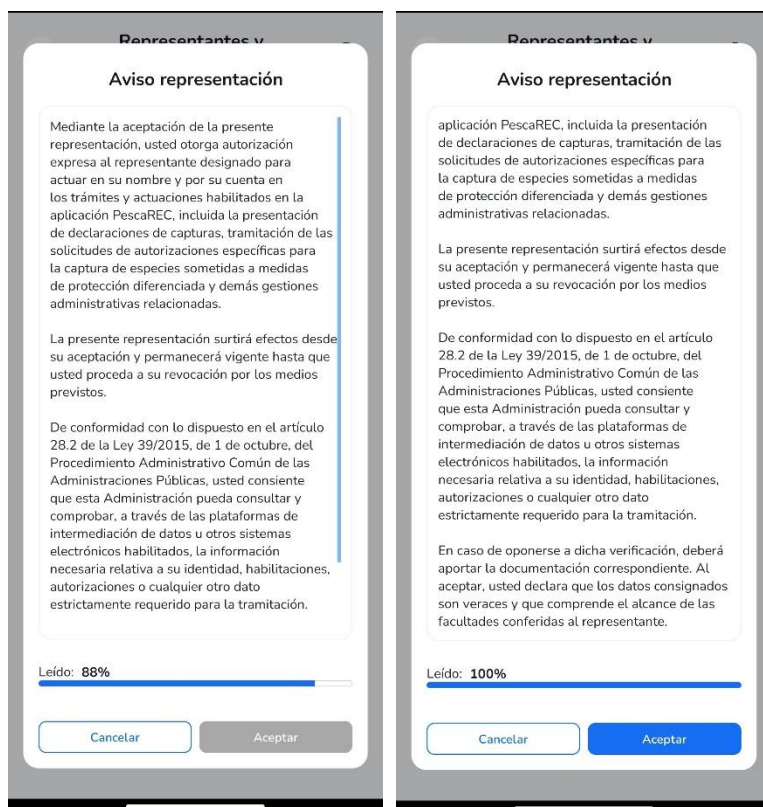 Representantes y
Aviso representación
Mediante la aceptación de la presente
representación, usted otorga autorización
expresa al representante designado para
actuar en su nombre y por su cuenta en
los trámites y actuaciones habilitados en la
aplicación PescaREC, incluida la presentación
de declaraciones de capturas, tramitación de las
solicitudes de autorizaciones específicas para
la captura de especies sometidas a medidas
de protección diferenciada y demás gestiones
administrativas relacionadas.
La presente representación surtirá efectos desde
su aceptación y permanecerá vigente hasta que
usted proceda a su revocación por los medios
previstos.
De conformidad con lo dispuesto en el artículo
28.2 de la Ley 39/2015, de 1 de octubre, del
Procedimiento Administrativo Común de las
Administraciones Públicas, usted consiente
que esta Administración pueda consultar y
comprobar, a través de las plataformas de
intermediación de datos u otros sistemas
electrónicos habilitados, la información
necesaria relativa a su identidad, habilitaciones,
autorizaciones o cualquier otro dato
estrictamente requerido para la tramitación.
Leído: 88%
Cancelar
Aceptar
Representantes y
Aviso representación
aplicación PescaREC, incluida la presentación
de declaraciones de capturas, tramitación de las
solicitudes de autorizaciones específicas para
la captura de especies sometidas a medidas
de protección diferenciada y demás gestiones
administrativas relacionadas.
La presente representación surtirá efectos desde
su aceptación y permanecerá vigente hasta que
usted proceda a su revocación por los medios
previstos.
De conformidad con lo dispuesto en el artículo
28.2 de la Ley 39/2015, de 1 de octubre, del
Procedimiento Administrativo Común de las
Administraciones Públicas, usted consiente
que esta Administración pueda consultar y
comprobar, a través de las plataformas de
intermediación de datos u otros sistemas
electrónicos habilitados, la información
necesaria relativa a su identidad, habilitaciones,
autorizaciones o cualquier otro dato
estrictamente requerido para la tramitación.
En caso de oponerse a dicha verificación, deberá
aportar la documentación correspondiente. Al
aceptar, usted declara que los datos consignados
son veraces y que comprende el alcance de las
facultades conferidas al representante.
Leído: 100%
Cancelar
Aceptar